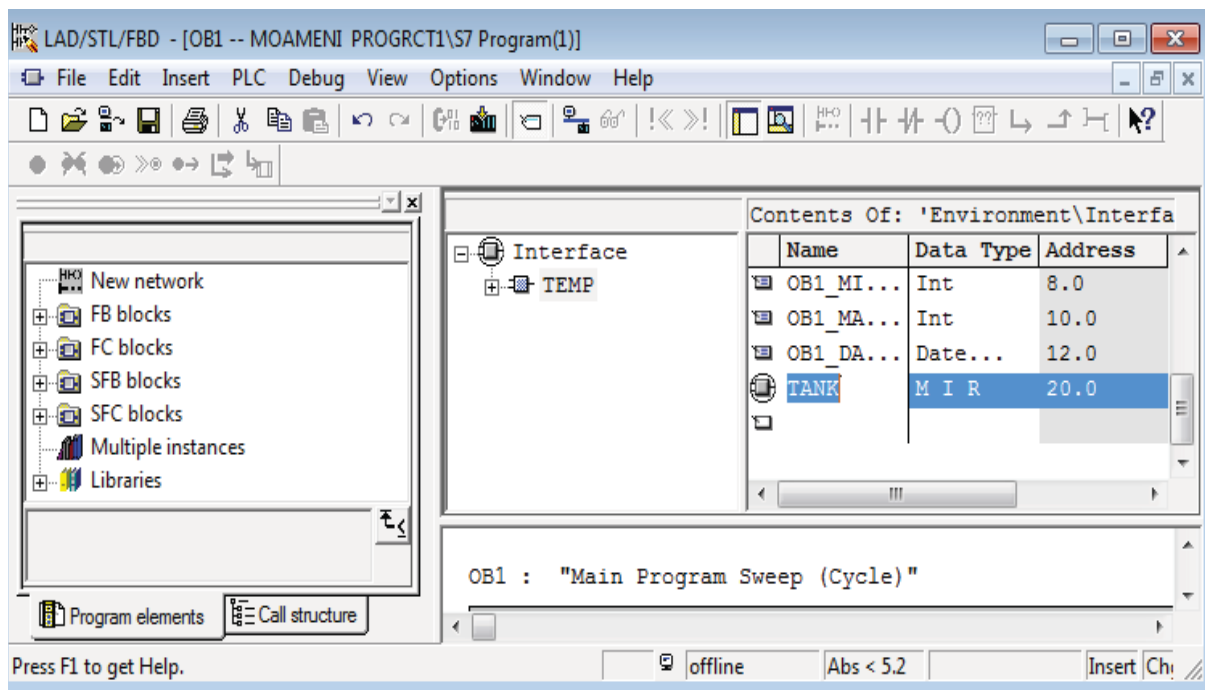 LAD/STL/FBD - [OB1 -- MOAMENI PROGRCT1\S7 Program(1)]
File Edit Insert PLC Debug View Options Window Help
!≪ ≫! ?? ?
New network
FB blocks
FC blocks
SFB blocks
SFC blocks
Multiple instances
Libraries
Program elements
Call structure
Interface
TEMP
Contents Of: 'Environment\Interfa
Name Data Type Address
OB1_MI... Int 8.0
OB1_MA... Int 10.0
OB1_DA... Date... 12.0
TANK M I R 20.0
OB1 : "Main Program Sweep (Cycle)"
Press F1 to get Help.
offline
Abs < 5.2
Insert